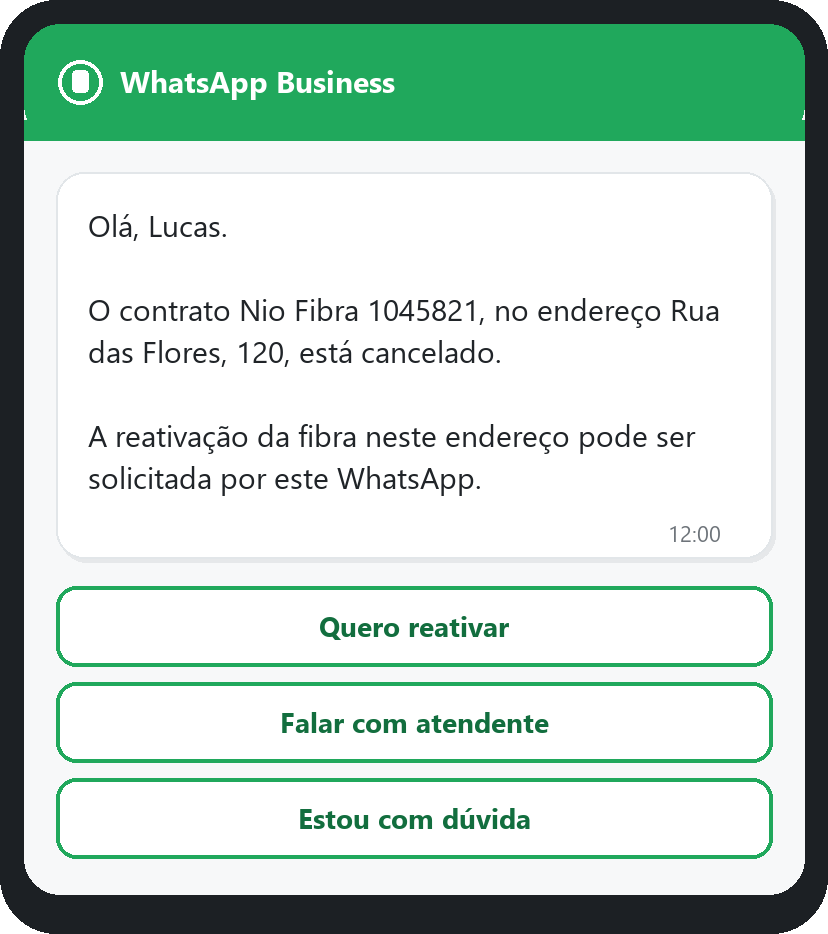 WhatsApp Business
Olá, Lucas.
O contrato Nio Fibra 1045821, no endereço Rua
das Flores, 120, está cancelado.
A reativação da fibra neste endereço pode ser
solicitada por este WhatsApp.
12:00
Quero reativar
Falar com atendente
Estou com dúvida